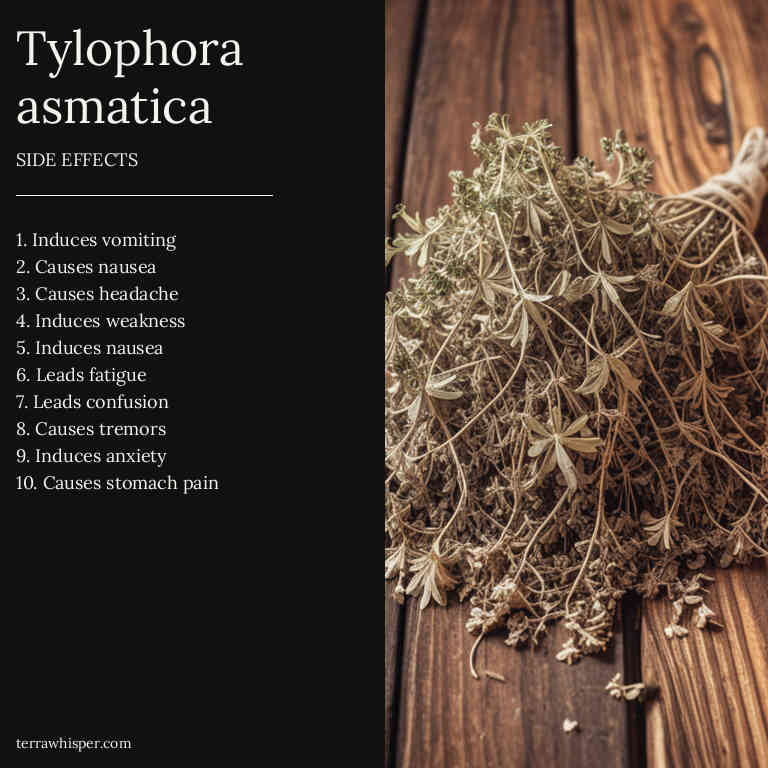 Tylophora
asmatica
SIDE EFFECTS
1. Induces vomiting
2. Causes nausea
3. Causes headache
4. Induces weakness
5. Induces nausea
6. Leads fatigue
7. Leads confusion
8. Causes tremors
9. Induces anxiety
10. Causes stomach pain
terrawhisper.com